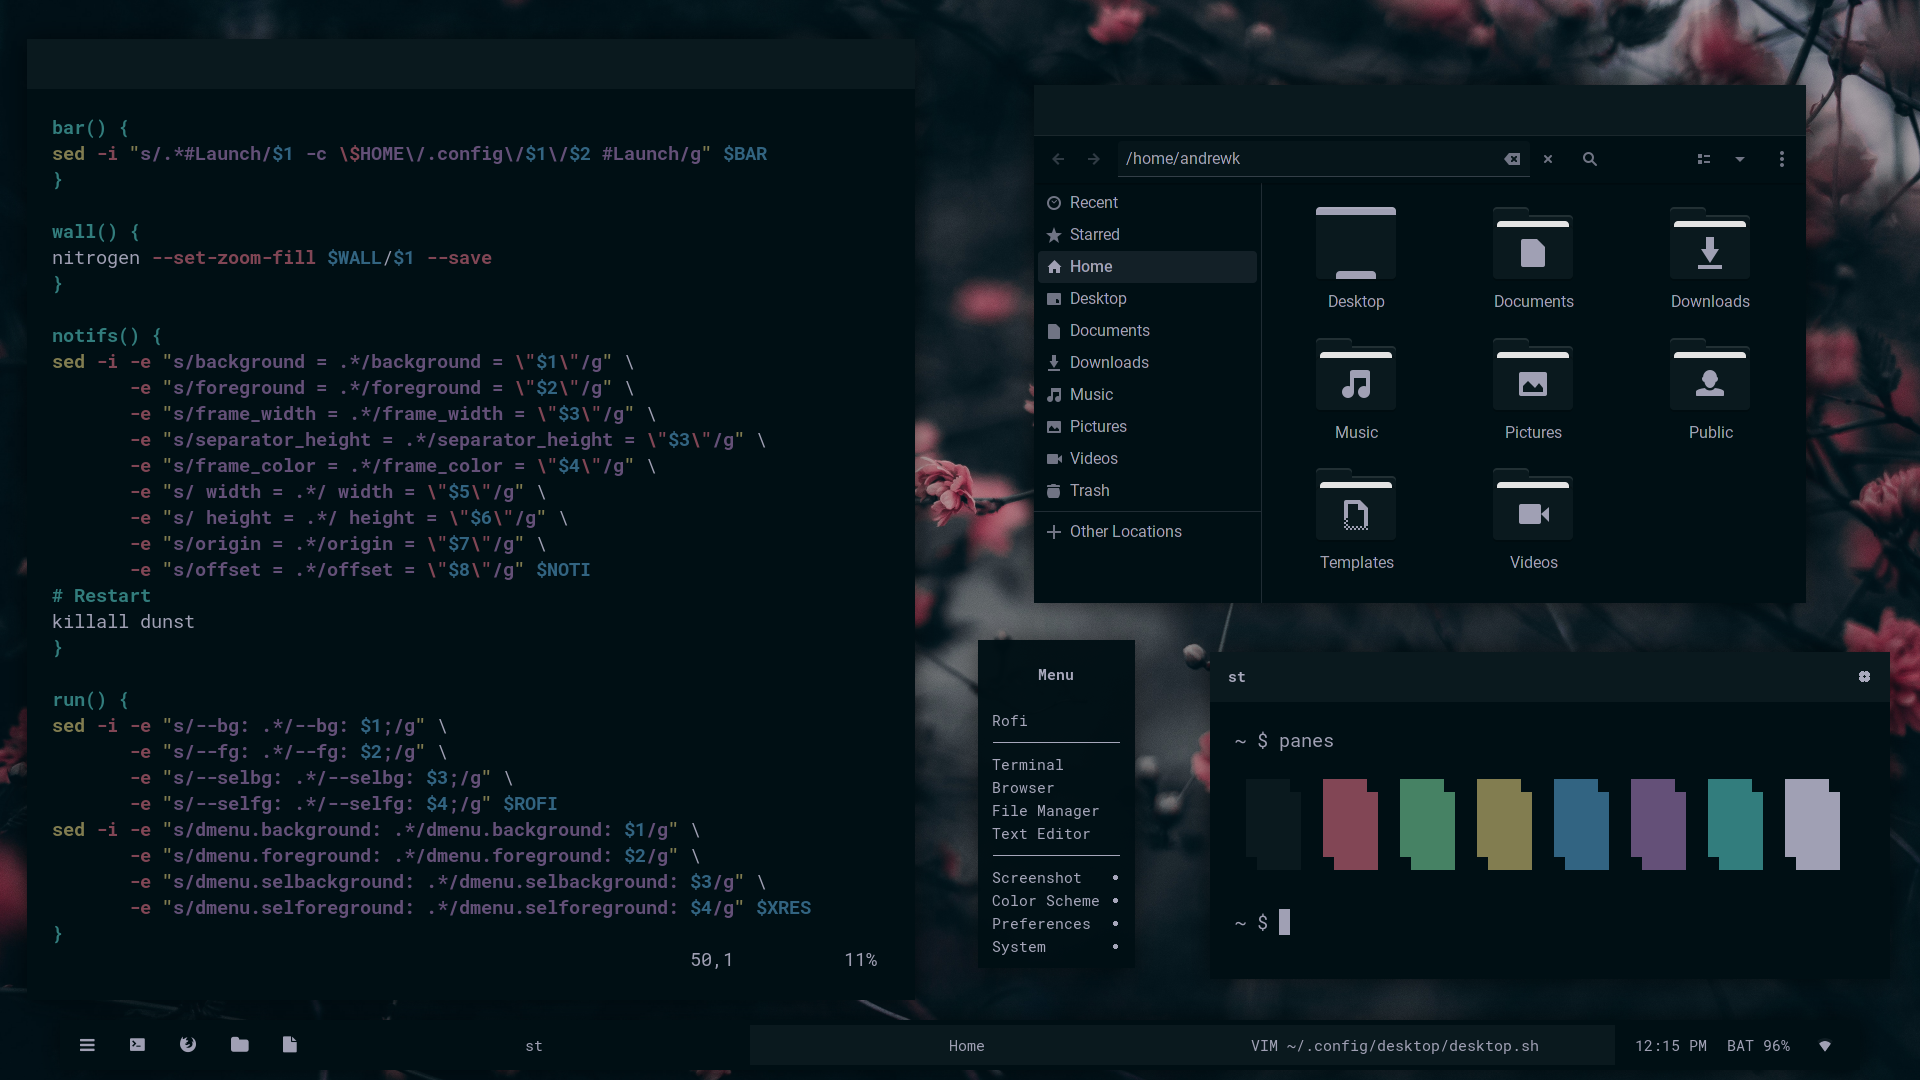 bar() {
sed -i "s/.*#Launch/$1 -c \$HOME\/.config\/$1\/$2 #Launch/g" $BAR
}
wall() {
nitrogen --set-zoom-fill $WALL/$1 --save
}
notifs() {
sed -i -e "s/background = .*/background = \"$1\"/g" \
-e "s/foreground = .*/foreground = \"$2\"/g" \
-e "s/frame_width = .*/frame_width = \"$3\"/g" \
-e "s/separator_height = .*/separator_height = \"$3\"/g" \
-e "s/frame_color = .*/frame_color = \"$4\"/g" \
-e "s/ width = .*/ width = \"$5\"/g" \
-e "s/ height = .*/ height = \"$6\"/g" \
-e "s/origin = .*/origin = \"$7\"/g" \
-e "s/offset = .*/offset = \"$8\"/g" $NOTI
# Restart
killall dunst
}
run() {
sed -i -e "s/--bg: .*/--bg: $1;/g" \
-e "s/--fg: .*/--fg: $2;/g" \
-e "s/--selbg: .*/--selbg: $3;/g" \
-e "s/--selfg: .*/--selfg: $4;/g" $ROFI
sed -i -e "s/dmenu.background: .*/dmenu.background: $1/g" \
-e "s/dmenu.foreground: .*/dmenu.foreground: $2/g" \
-e "s/dmenu.selbackground: .*/dmenu.selbackground: $3/g" \
-e "s/dmenu.selforeground: .*/dmenu.selforeground: $4/g" $XRES
}
50,1 11%
/home/andrewk
Recent
Starred
Home
Desktop
Documents
Downloads
Music
Pictures
Videos
Trash
Other Locations
Desktop Documents Downloads
Music Pictures Public
Templates Videos
Menu
Rofi
Terminal
Browser
File Manager
Text Editor
Screenshot •
Color Scheme •
Preferences •
System •
st
~ $ panes
~ $
st Home VIM ~/.config/desktop/desktop.sh 12:15 PM BAT 96%